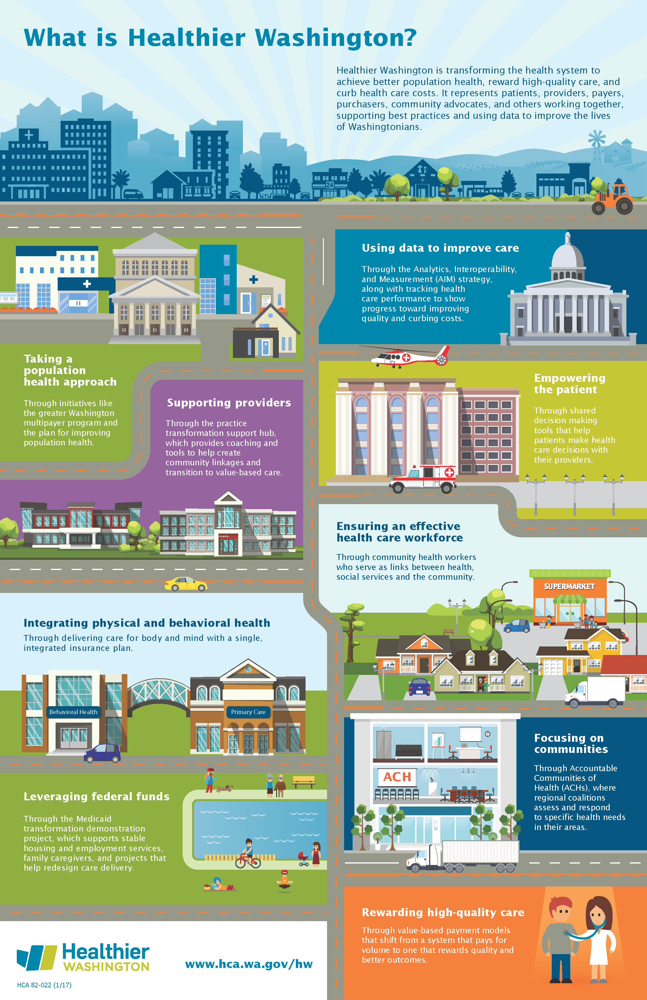 What is Healthier Washington?
Healthier Washington is transforming the health system to
achieve better population health, reward high-quality care, and
curb health care costs. It represents patients, providers, payers,
purchasers, community advocates, and others working together,
supporting best practices and using data to improve the lives
of Washingtonians.
24
Using data to improve care
Through the Analytics, Interoperability,
and Measurement (AIM) strategy,
along with tracking health
care performance to show
progress toward improving
quality and curbing costs.
Taking a
population
health approach
Through initiatives like
the greater Washington
multipayer program and
the plan for improving
population health.
Supporting providers
Through the practice
transformation support hub,
which provides coaching and
tools to help create
community linkages and
transition to value-based care.
University
Empowering
the patient
Through shared
decision making
tools that help
patients make health
care decisions with
their providers.
Ensuring an effective
health care workforce
Through community health workers
who serve as links between health,
social services and the community.
SUPERMARKET
Integrating physical and behavioral health
Through delivering care for body and mind with a single,
integrated insurance plan.
Behavioral Health
Primary Care
Focusing on
communities
Through Accountable
Communities of
Health (ACHs), where
regional coalitions
assess and respond
to specific health needs
in their areas.
ACH
Leveraging federal funds
Through the Medicaid
transformation demonstration
project, which supports stable
housing and employment services,
family caregivers, and projects that
help redesign care delivery.
Rewarding high-quality care
Through value-based payment models
that shift from a system that pays for
volume to one that rewards quality and
better outcomes.
Healthier
WASHINGTON
www.hca.wa.gov/hw
HCA 82-022 (1/17)